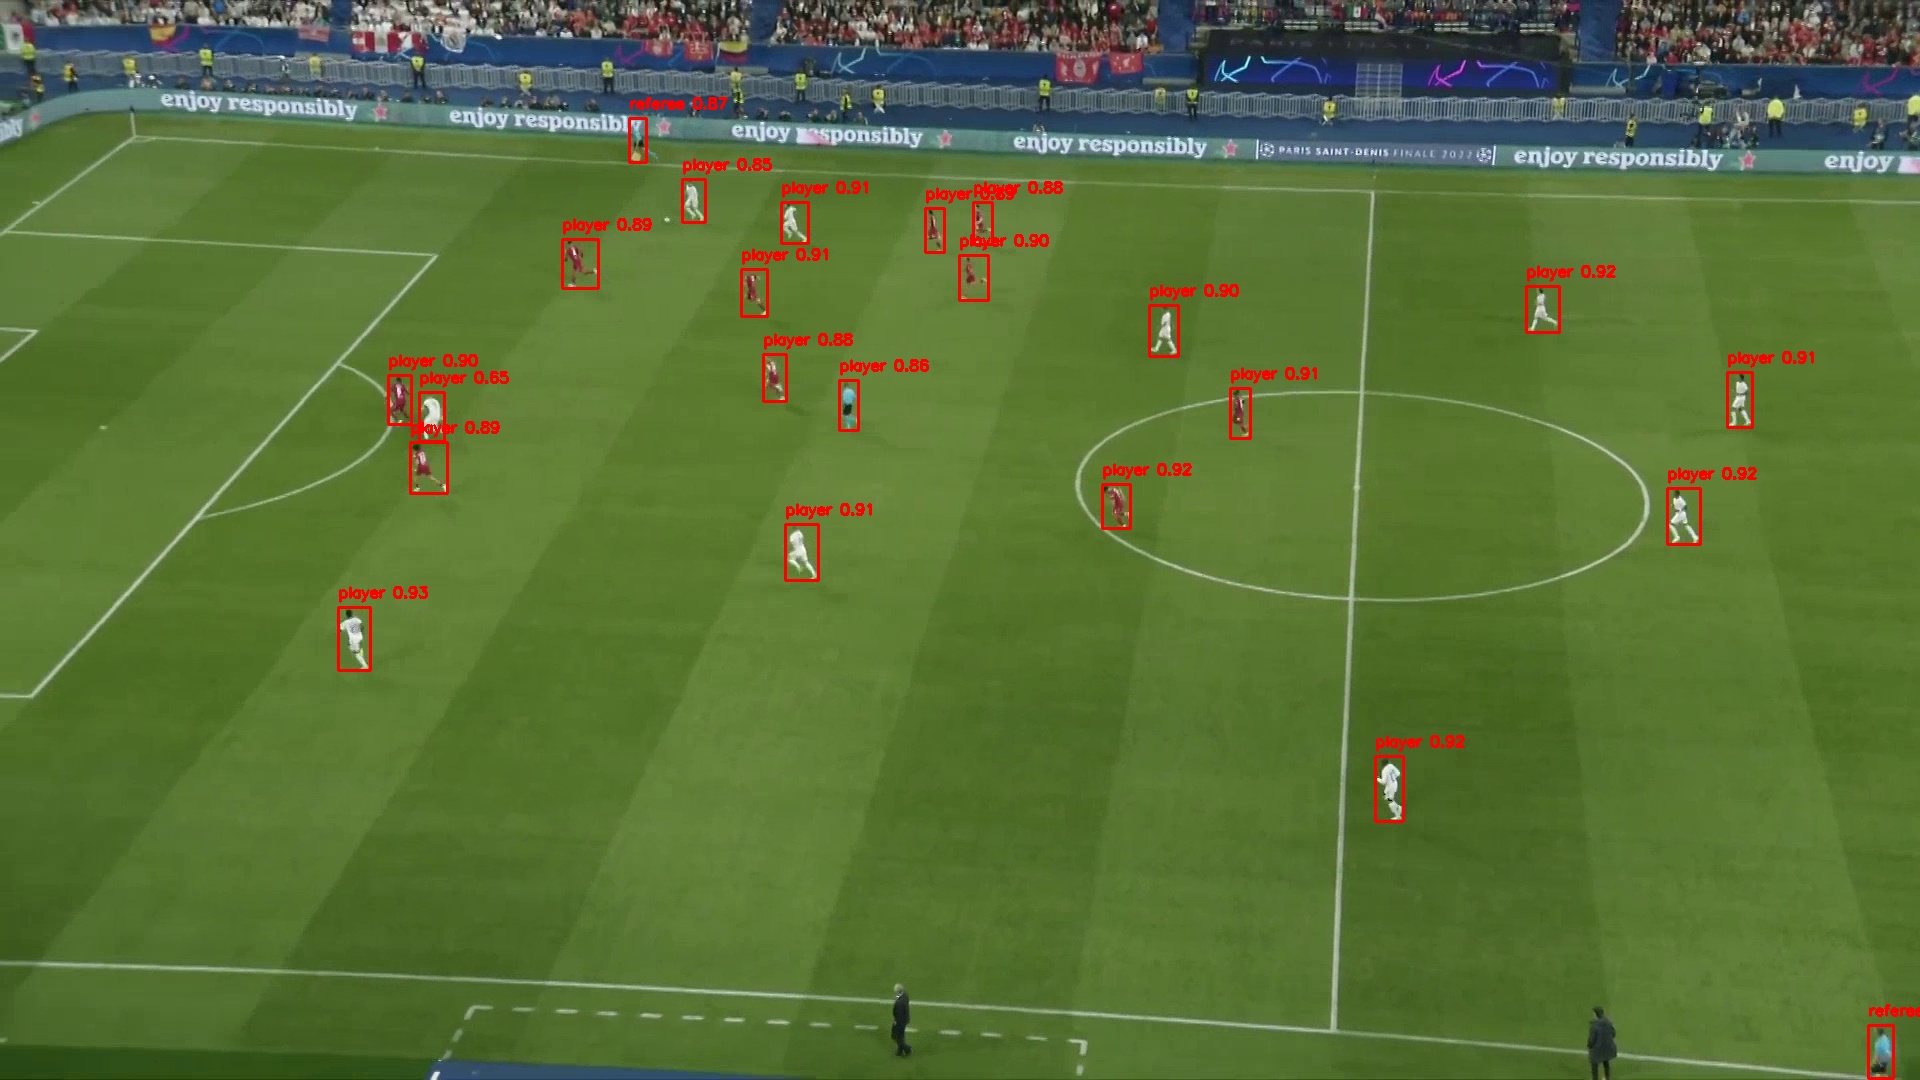 enjoy responsibly
enjoy responsibly
enjoy responsibly
enjoy responsibly
PARIS SAINT-DENIS FINALE 2022
enjoy responsibly
enjoy
referee 0.87
player 0.85
player 0.91
player
player 0.88
player 0.89
player 0.90
player 0.91
player 0.92
player 0.90
player 0.88
player 0.91
player 0.90
player 0.86
player 0.91
player 0.65
player 0.89
player 0.92
player 0.92
player 0.91
player 0.93
player 0.92
referee